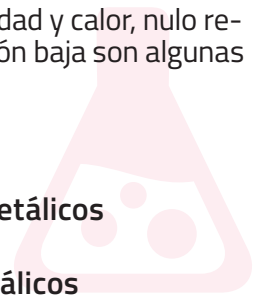 dad y calor, nulo re-
ón baja son algunas
etálicos
álicos